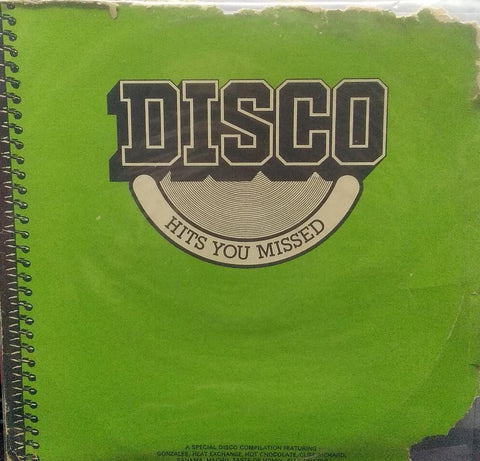 DISCO
HITS YOU MISSED
A SPECIAL DISCO COMPILATION FEATURING
GONZALES, HEAT EXCHANGE, HOT CHOCOLATE, CLIFF RICHARD,